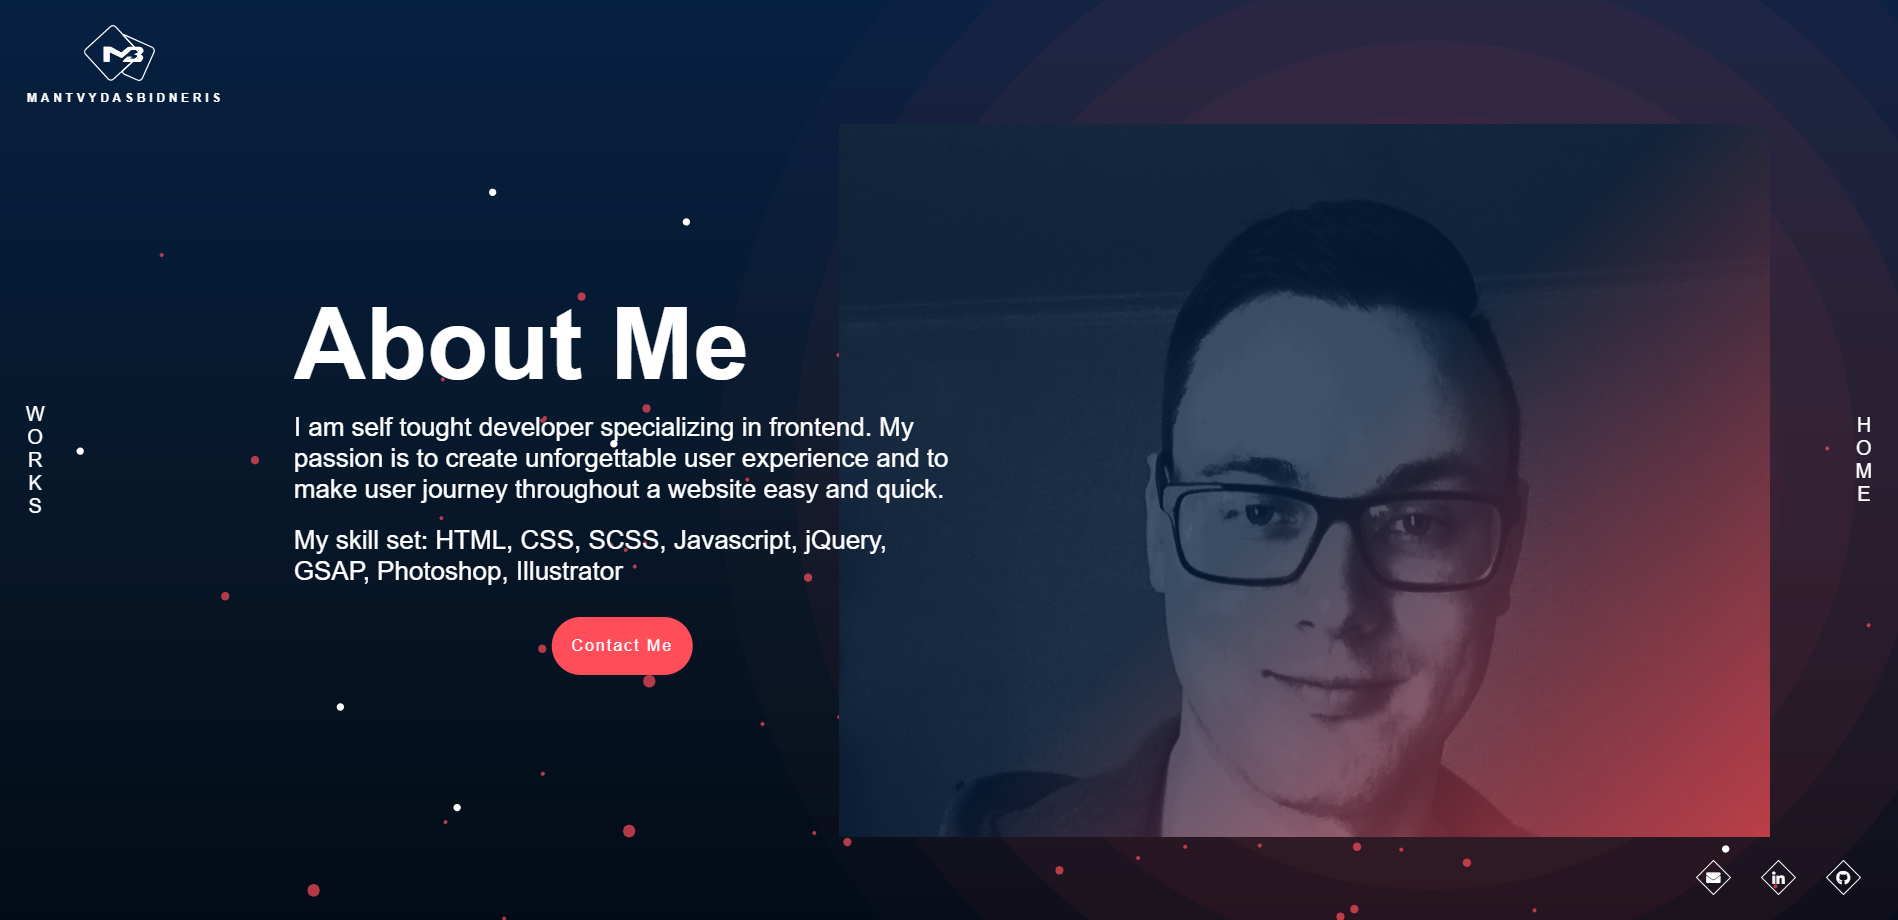 MB
MANTVYDASBIDNERIS
About Me
I am self tought developer specializing in frontend. My
passion is to create unforgettable user experience and to
make user journey throughout a website easy and quick.
My skill set: HTML, CSS, SCSS, Javascript, jQuery,
GSAP, Photoshop, Illustrator
Contact Me
WORKS
HOME
in